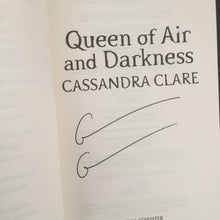 Queen of Air
and Darkness
CASSANDRA CLARE